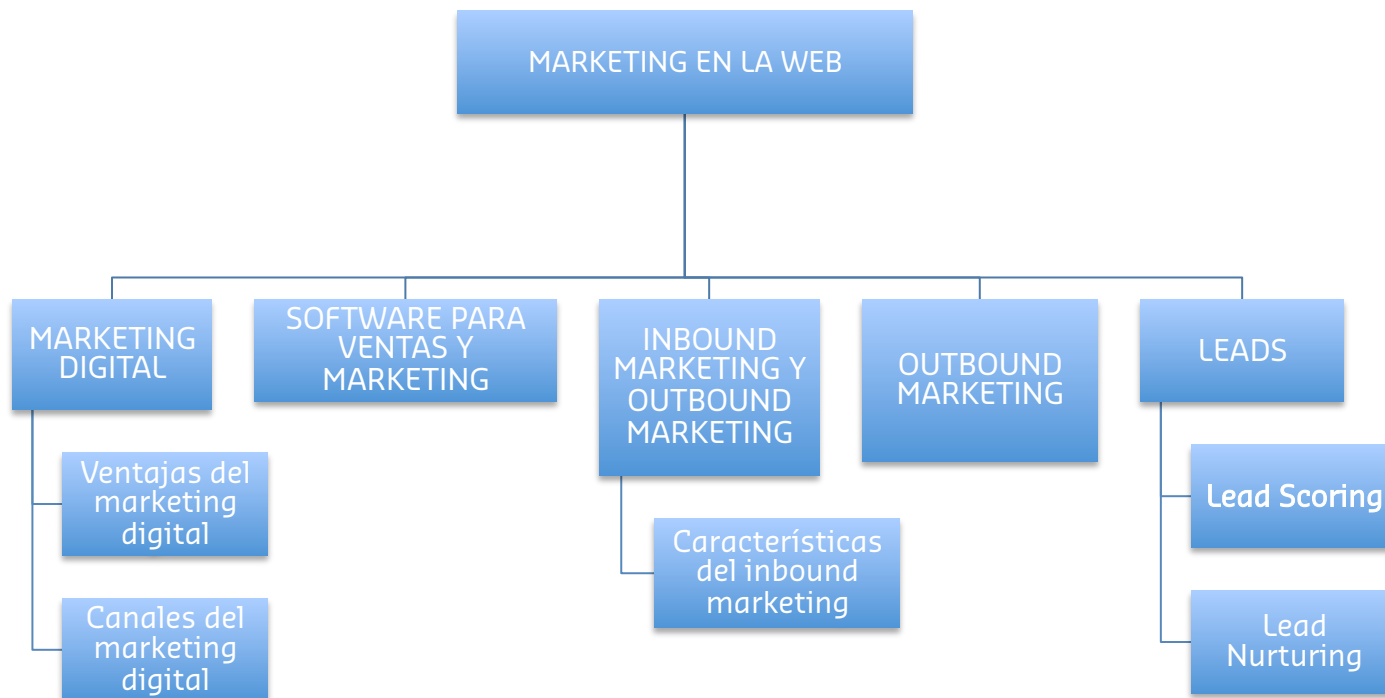 MARKETING EN LA WEB
MARKETING
DIGITAL
SOFTWARE PARA
VENTAS Y
MARKETING
INBOUND
MARKETING Y
OUTBOUND
MARKETING
OUTBOUND
MARKETING
LEADS
Ventajas del
marketing
digital
Canales del
marketing
digital
Características
del inbound
marketing
Lead Scoring
Lead
Nurturing